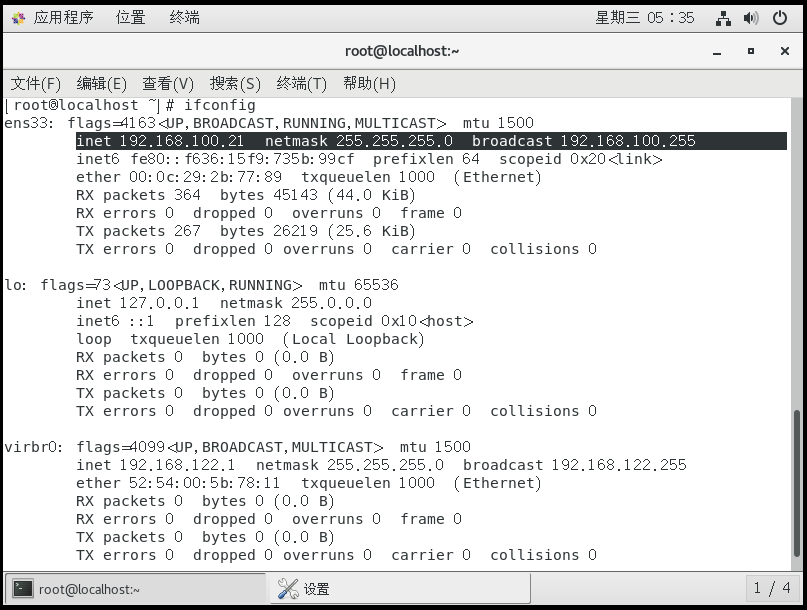 应用程序 位置 终端 星期三 05：35
root@localhost:~
文件(F) 编辑(E) 查看(V) 搜索(S) 终端(T) 帮助(H)
[root@localhost ~]# ifconfig
ens33: flags=4163<UP,BROADCAST,RUNNING,MULTICAST>  mtu 1500
        inet 192.168.100.21  netmask 255.255.255.0  broadcast 192.168.100.255
        inet6 fe80::f636:15f9:735b:99cf  prefixlen 64  scopeid 0x20<link>
        ether 00:0c:29:2b:77:89  txqueuelen 1000  (Ethernet)
        RX packets 364  bytes 45143 (44.0 KiB)
        RX errors 0  dropped 0  overruns 0  frame 0
        TX packets 267  bytes 26219 (25.6 KiB)
        TX errors 0  dropped 0 overruns 0  carrier 0  collisions 0
lo: flags=73<UP,LOOPBACK,RUNNING>  mtu 65536
        inet 127.0.0.1  netmask 255.0.0.0
        inet6 ::1  prefixlen 128  scopeid 0x10<host>
        loop  txqueuelen 1000  (Local Loopback)
        RX packets 0  bytes 0 (0.0 B)
        RX errors 0  dropped 0  overruns 0  frame 0
        TX packets 0  bytes 0 (0.0 B)
        TX errors 0  dropped 0 overruns 0  carrier 0  collisions 0
virbr0: flags=4099<UP,BROADCAST,MULTICAST>  mtu 1500
        inet 192.168.122.1  netmask 255.255.255.0  broadcast 192.168.122.255
        ether 52:54:00:5b:78:11  txqueuelen 1000  (Ethernet)
        RX packets 0  bytes 0 (0.0 B)
        RX errors 0  dropped 0  overruns 0  frame 0
        TX packets 0  bytes 0 (0.0 B)
        TX errors 0  dropped 0 overruns 0  carrier 0  collisions 0
root@localhost:~ 设置 1 / 4